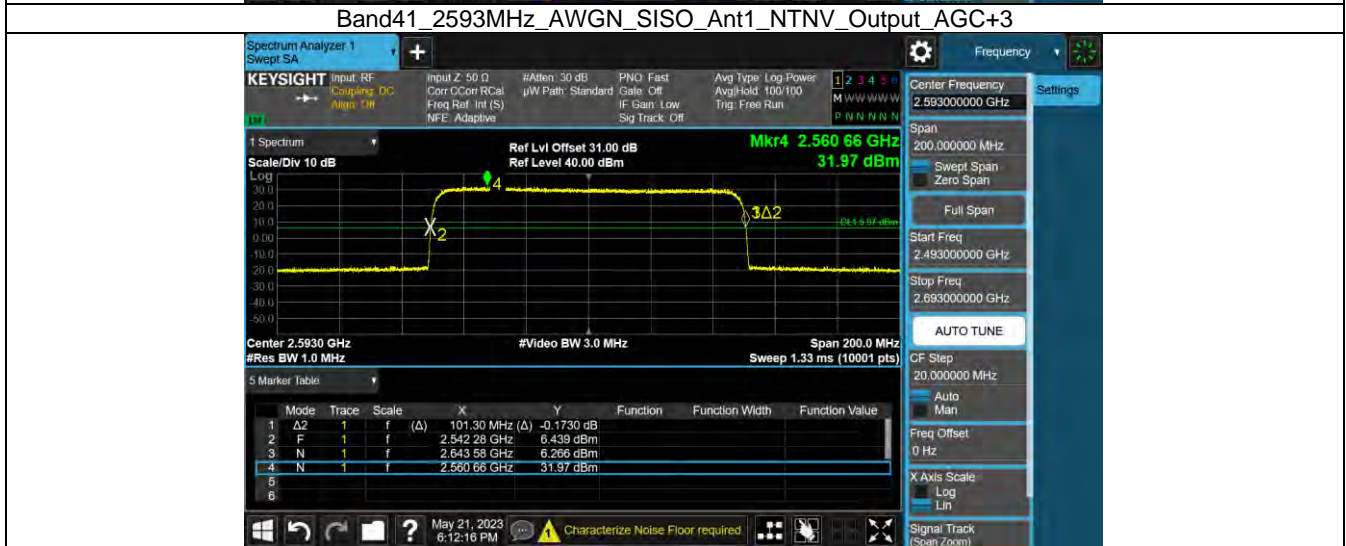 Band41_2593MHz_AWGN_SISO_Ant1_NTNV_Output_AGC+3
Spectrum Analyzer 1
Swept SA
+
Frequency
KEYSIGHT
Input: RF
Coupling: DC
Align: Off
Input Z: 50 Ω
Corr CCorr RCal
Freq Ref: Int (S)
NFE: Adaptive
#Atten: 30 dB
µW Path: Standard
PNO: Fast
Gate: Off
IF Gain: Low
Sig Track: Off
Avg Type: Log-Power
Avg|Hold: 100/100
Trig: Free Run
1 2 3 4 5 6
M W W W W W
P N N N N N
Center Frequency
2.593000000 GHz
Settings
Span
200.000000 MHz
Swept Span
Zero Span
Full Span
Start Freq
2.493000000 GHz
Stop Freq
2.693000000 GHz
AUTO TUNE
CF Step
20.000000 MHz
Auto
Man
Freq Offset
0 Hz
X Axis Scale
Log
Lin
Signal Track
(Span Zoom)
1 Spectrum
Scale/Div 10 dB
Ref Lvl Offset 31.00 dB
Ref Level 40.00 dBm
Mkr4 2.560 66 GHz
31.97 dBm
Log
30.0
20.0
10.0
0.00
-10.0
-20.0
-30.0
-40.0
-50.0
4
X2
3Δ2
DL1 5.97 dBm
Center 2.5930 GHz
#Video BW 3.0 MHz
Span 200.0 MHz
#Res BW 1.0 MHz
Sweep 1.33 ms (10001 pts)
5 Marker Table
Mode Trace Scale X Y Function Function Width Function Value
1 Δ2 1 f (Δ) 101.30 MHz (Δ) -0.1730 dB
2 F 1 f 2.542 28 GHz 6.439 dBm
3 N 1 f 2.643 58 GHz 6.266 dBm
4 N 1 f 2.560 66 GHz 31.97 dBm
5
6
?
May 21, 2023
6:12:16 PM
Characterize Noise Floor required